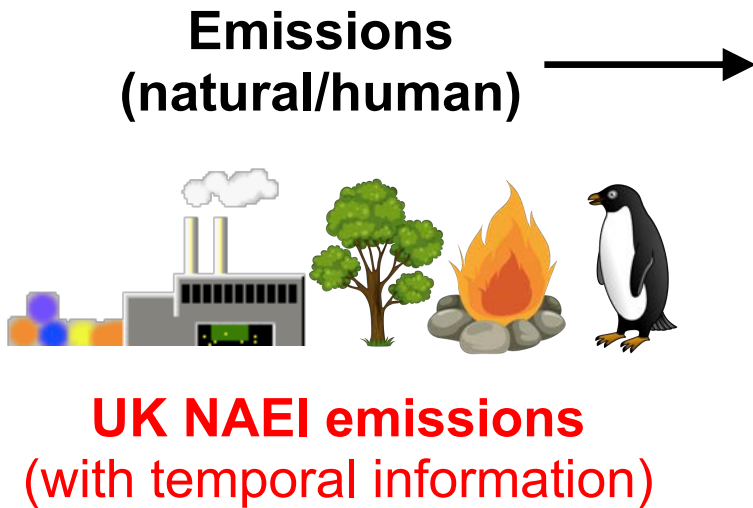 Emissions
(natural/human)
UK NAEI emissions
(with temporal information)